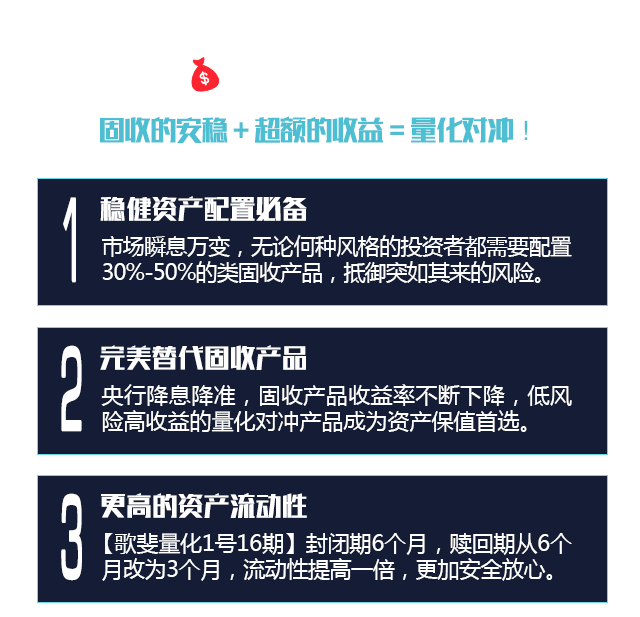 $
固收的安稳+超额的收益=量化对冲！
1
稳健资产配置必备
市场瞬息万变，无论何种风格的投资者都需要配置
30%-50%的类固收产品，抵御突如其来的风险。
2
完美替代固收产品
央行降息降准，固收产品收益率不断下降，低风
险高收益的量化对冲产品成为资产保值首选。
3
更高的资产流动性
【歌斐量化1号16期】封闭期6个月，赎回期从6个
月改为3个月，流动性提高一倍，更加安全放心。